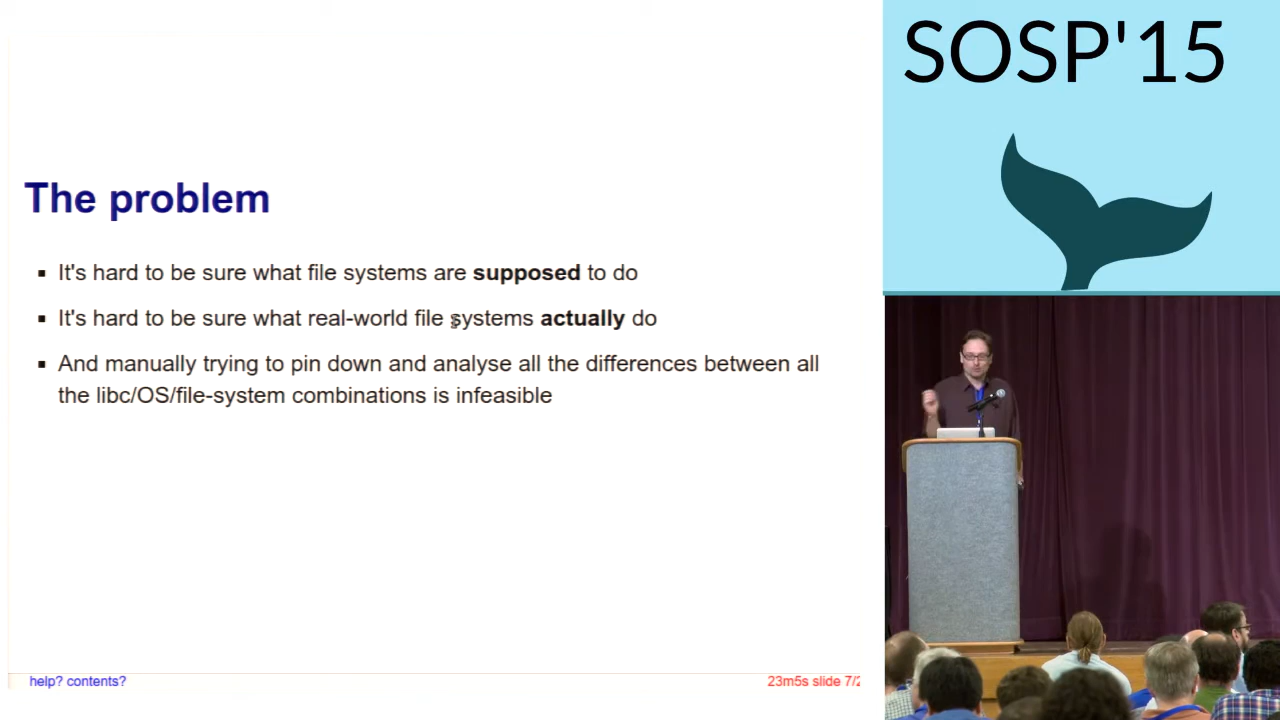 SOSP'15
The problem
It's hard to be sure what file systems are supposed to do
It's hard to be sure what real-world file systems actually do
And manually trying to pin down and analyse all the differences between all
the libc/OS/file-system combinations is infeasible
help? contents?
23m5s slide 7/2